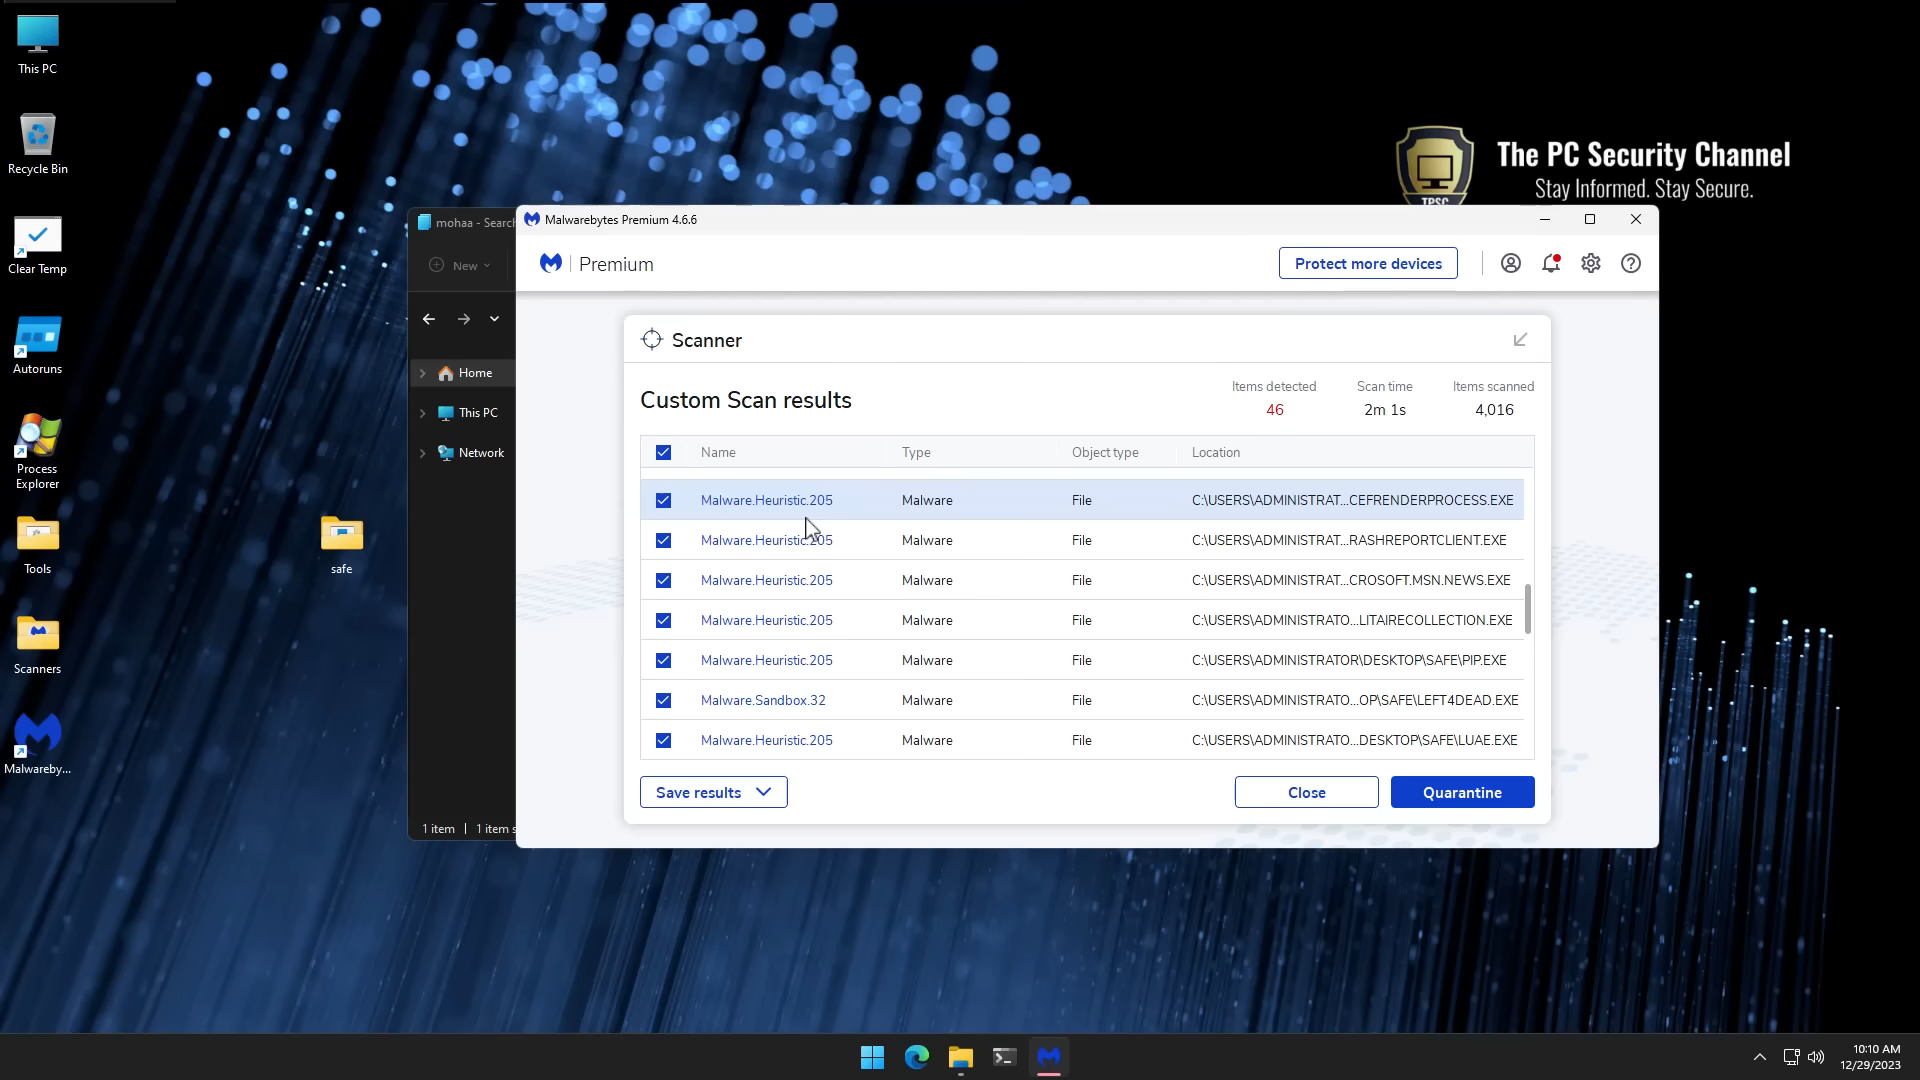 This PC
Recycle Bin
Clear Temp
Autoruns
Process
Explorer
Tools
safe
Scanners
Malwareby...
The PC Security Channel
Stay Informed. Stay Secure.
TPSC
mohaa - Search
New
Home
This PC
Network
1 item
1 item s
Malwarebytes Premium 4.6.6
Premium
Protect more devices
Scanner
Custom Scan results
Items detected
46
Scan time
2m 1s
Items scanned
4,016
Name Type Object type Location
Malware.Heuristic.205 Malware File C:\USERS\ADMINISTRAT...CEFRENDERPROCESS.EXE
Malware.Heuristic.205 Malware File C:\USERS\ADMINISTRAT...RASHREPORTCLIENT.EXE
Malware.Heuristic.205 Malware File C:\USERS\ADMINISTRAT...CROSOFT.MSN.NEWS.EXE
Malware.Heuristic.205 Malware File C:\USERS\ADMINISTRATO...LITAIRECOLLECTION.EXE
Malware.Heuristic.205 Malware File C:\USERS\ADMINISTRATOR\DESKTOP\SAFE\PIP.EXE
Malware.Sandbox.32 Malware File C:\USERS\ADMINISTRATO...OP\SAFE\LEFT4DEAD.EXE
Malware.Heuristic.205 Malware File C:\USERS\ADMINISTRATO...DESKTOP\SAFE\LUAE.EXE
Save results
Close
Quarantine
10:10 AM
12/29/2023